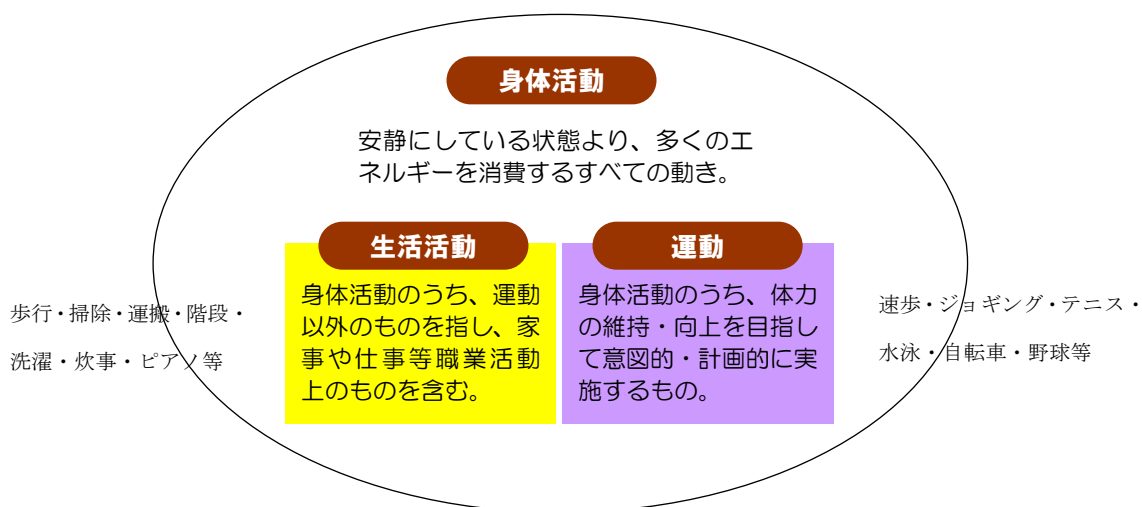 身体活動
安静にしている状態より、多くのエ
ネルギーを消費するすべての動き。
生活活動
身体活動のうち、運動
以外のものを指し、家
事や仕事等職業活動
上のものを含む。
運動
身体活動のうち、体力
の維持・向上を目指し
て意図的・計画的に実
施するもの。
歩行・掃除・運搬・階段・
洗濯・炊事・ピアノ等
速歩・ジョギング・テニス・
水泳・自転車・野球等